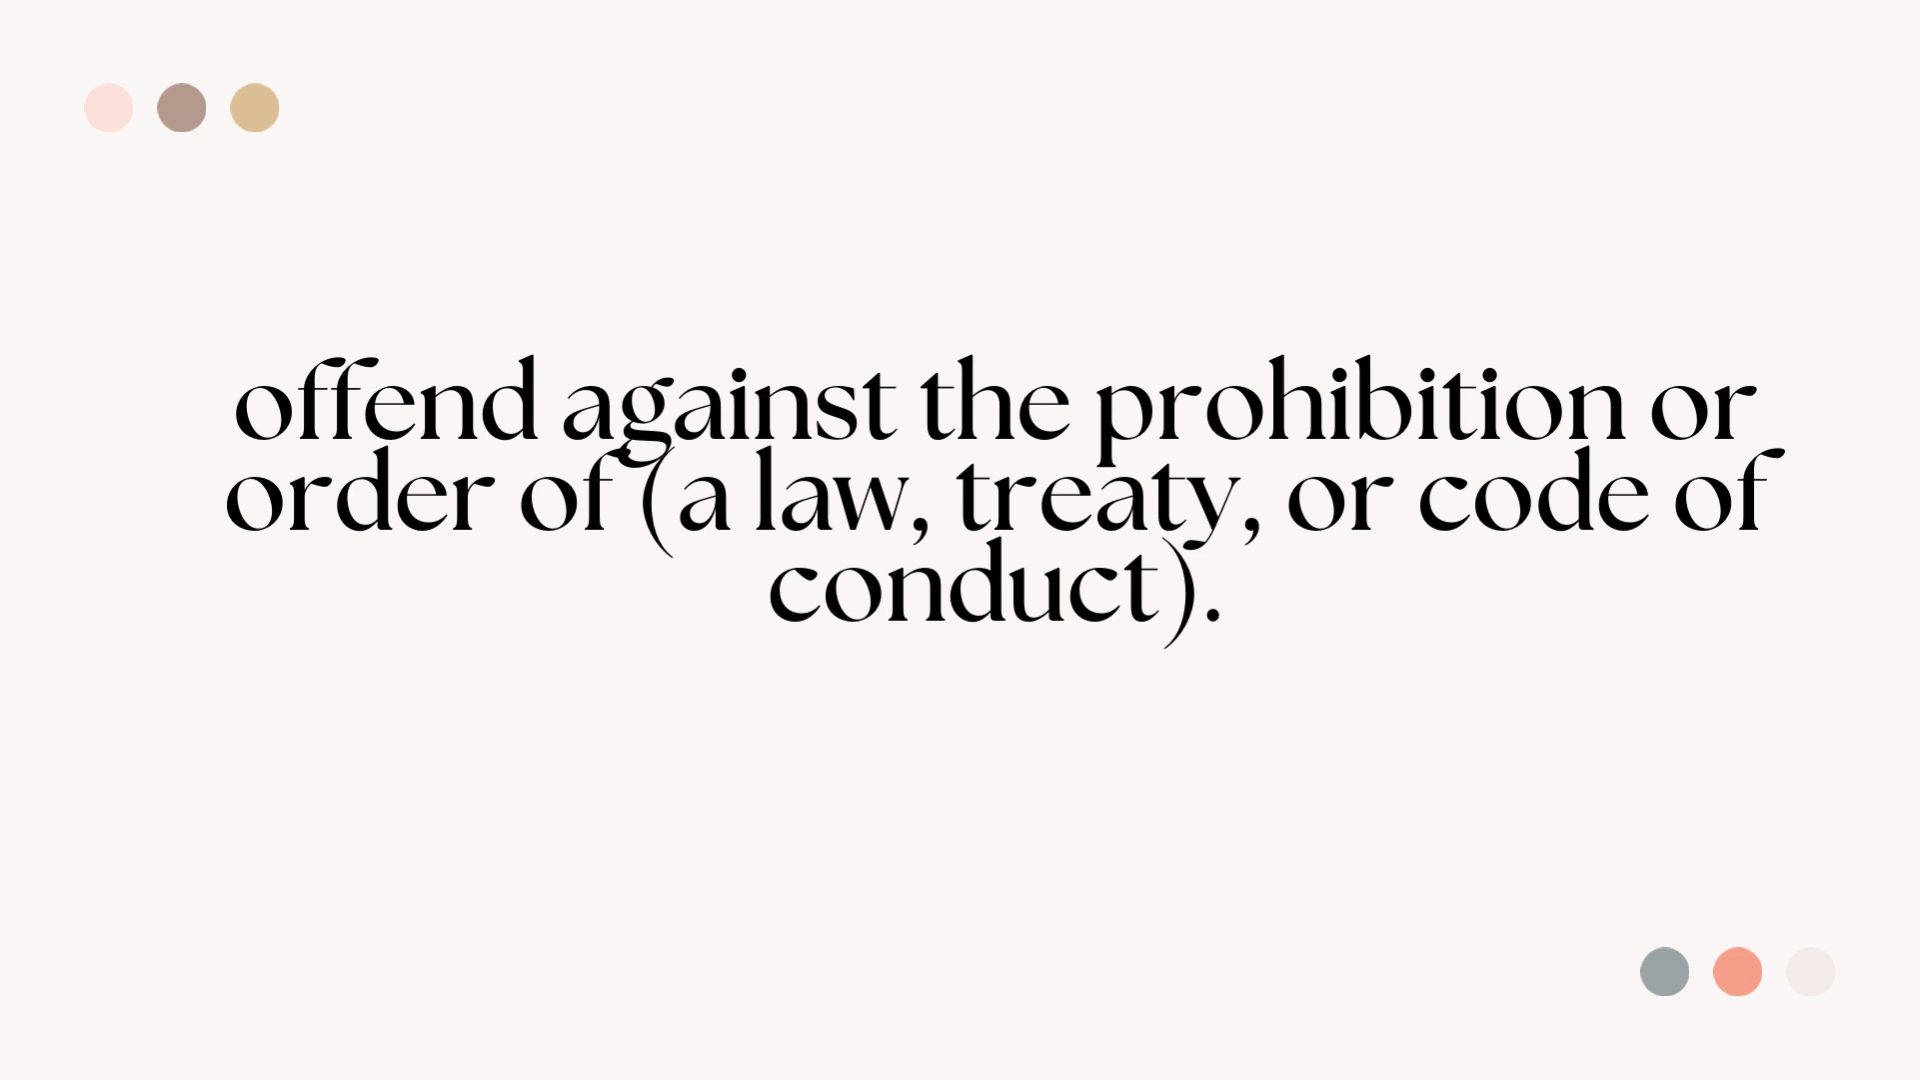 offend against the prohibition or
order of (a law, treaty, or code of
conduct).